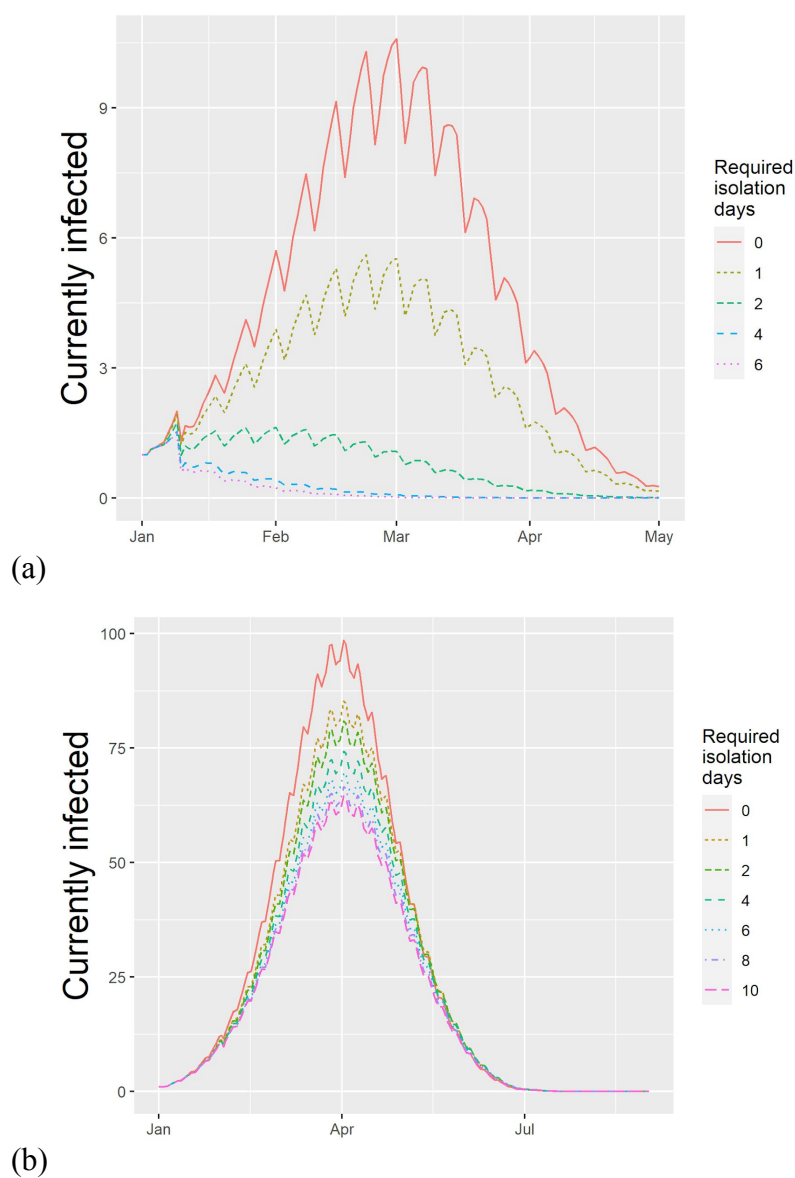 Currently infected
9
6
3
0
Jan
Feb
Mar
Apr
May
Required
isolation
days
0
1
2
4
6
(a)
Currently infected
100
75
50
25
0
Jan
Apr
Jul
Required
isolation
days
0
1
2
4
6
8
10
(b)